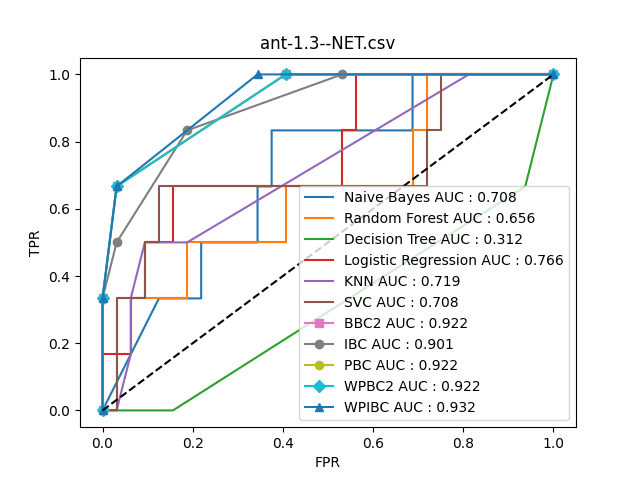 ant-1.3--NET.csv
1.0
0.8
0.6
0.4
0.2
0.0
TPR
0.0 0.2 0.4 0.6 0.8 1.0
FPR
Naive Bayes AUC : 0.708
Random Forest AUC : 0.656
Decision Tree AUC : 0.312
Logistic Regression AUC : 0.766
KNN AUC : 0.719
SVC AUC : 0.708
BBC2 AUC : 0.922
IBC AUC : 0.901
PBC AUC : 0.922
WPBC2 AUC : 0.922
WPIBC AUC : 0.932